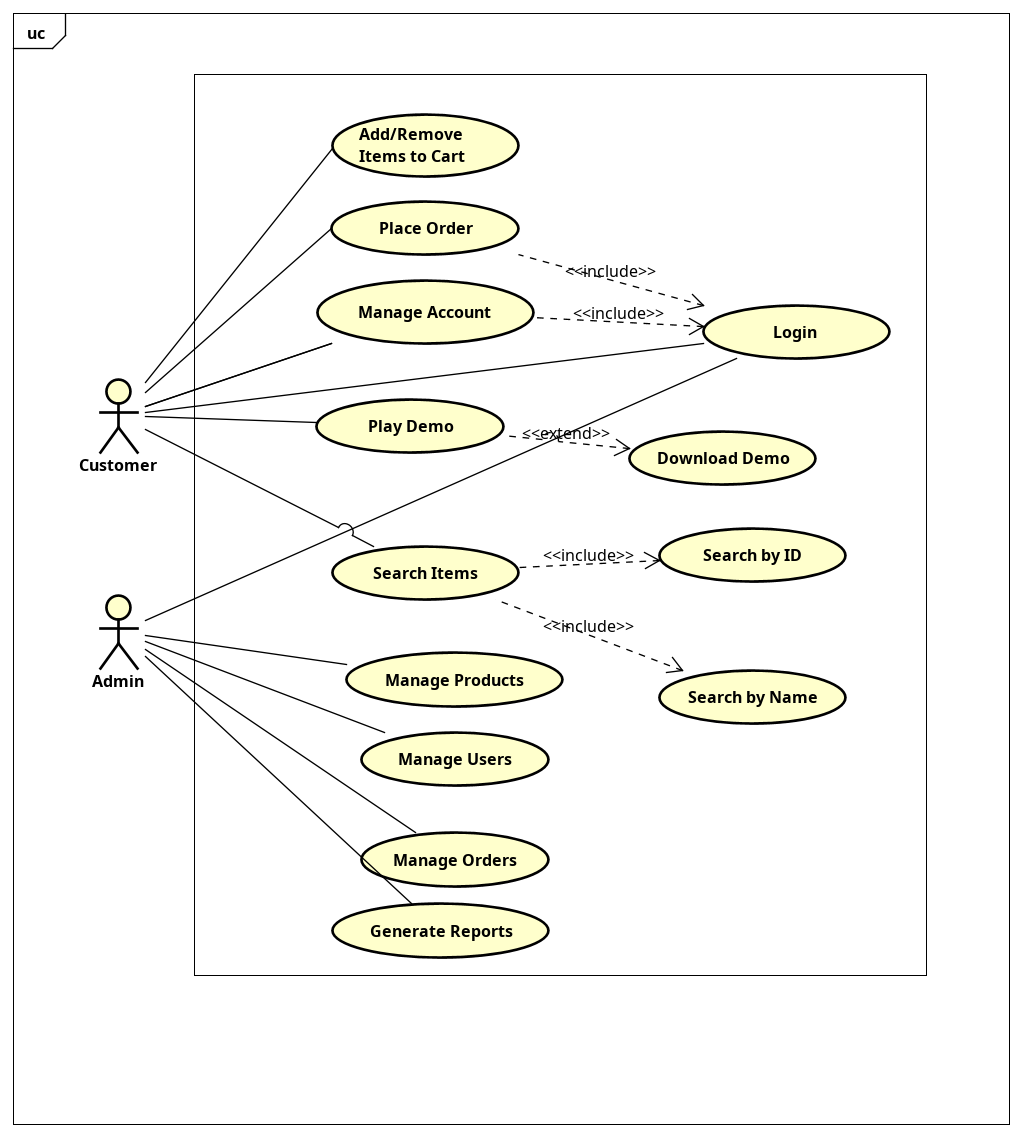 uc
Add/Remove
Items to Cart
Place Order
<<include>>
Manage Account
<<include>>
Login
Customer
Play Demo
<<extend>>
Download Demo
Search Items
<<include>>
Search by ID
<<include>>
Admin
Manage Products
Search by Name
Manage Users
Manage Orders
Generate Reports